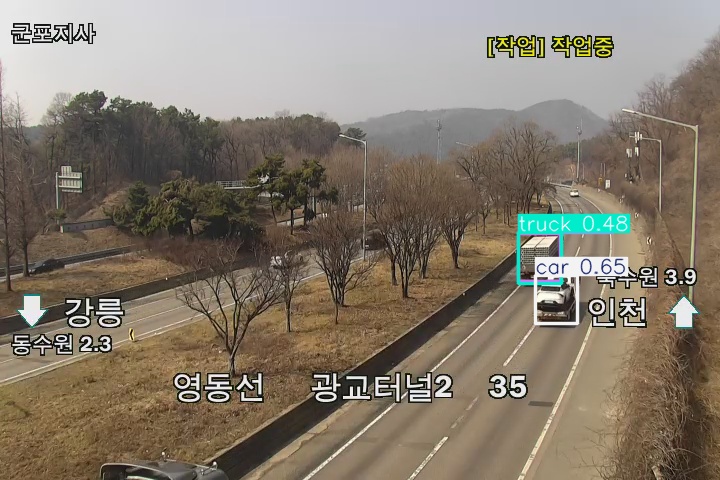 군포지사
[작업] 작업중
truck 0.48
car 0.65
북수원 3.9
강릉
인천
동수원 2.3
영동선 광교터널2 35